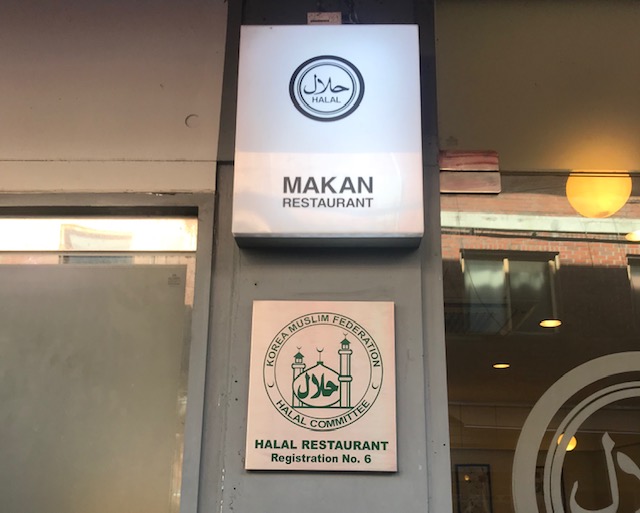 حلال
HALAL
MAKAN
RESTAURANT
KOREA MUSLIM FEDERATION
حلال
HALAL COMMITTEE
HALAL RESTAURANT
Registration No. 6